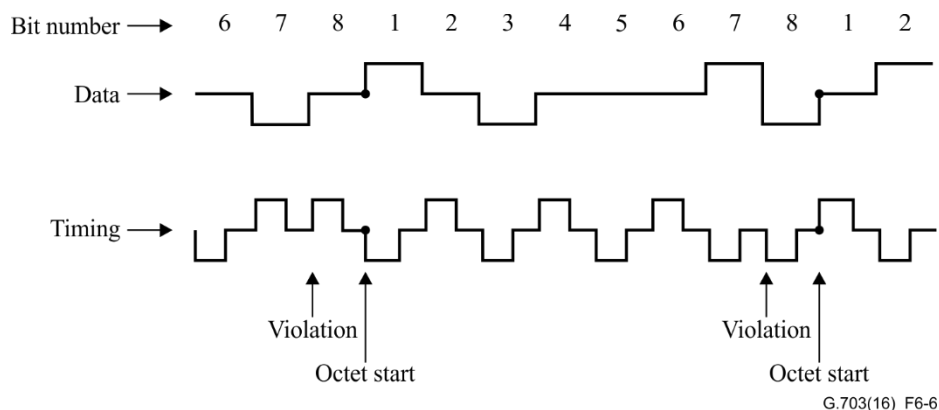 Bit number 6 7 8 1 2 3 4 5 6 7 8 1 2
Data
Timing
Violation Violation
Octet start Octet start
G.703(16)_F6-6